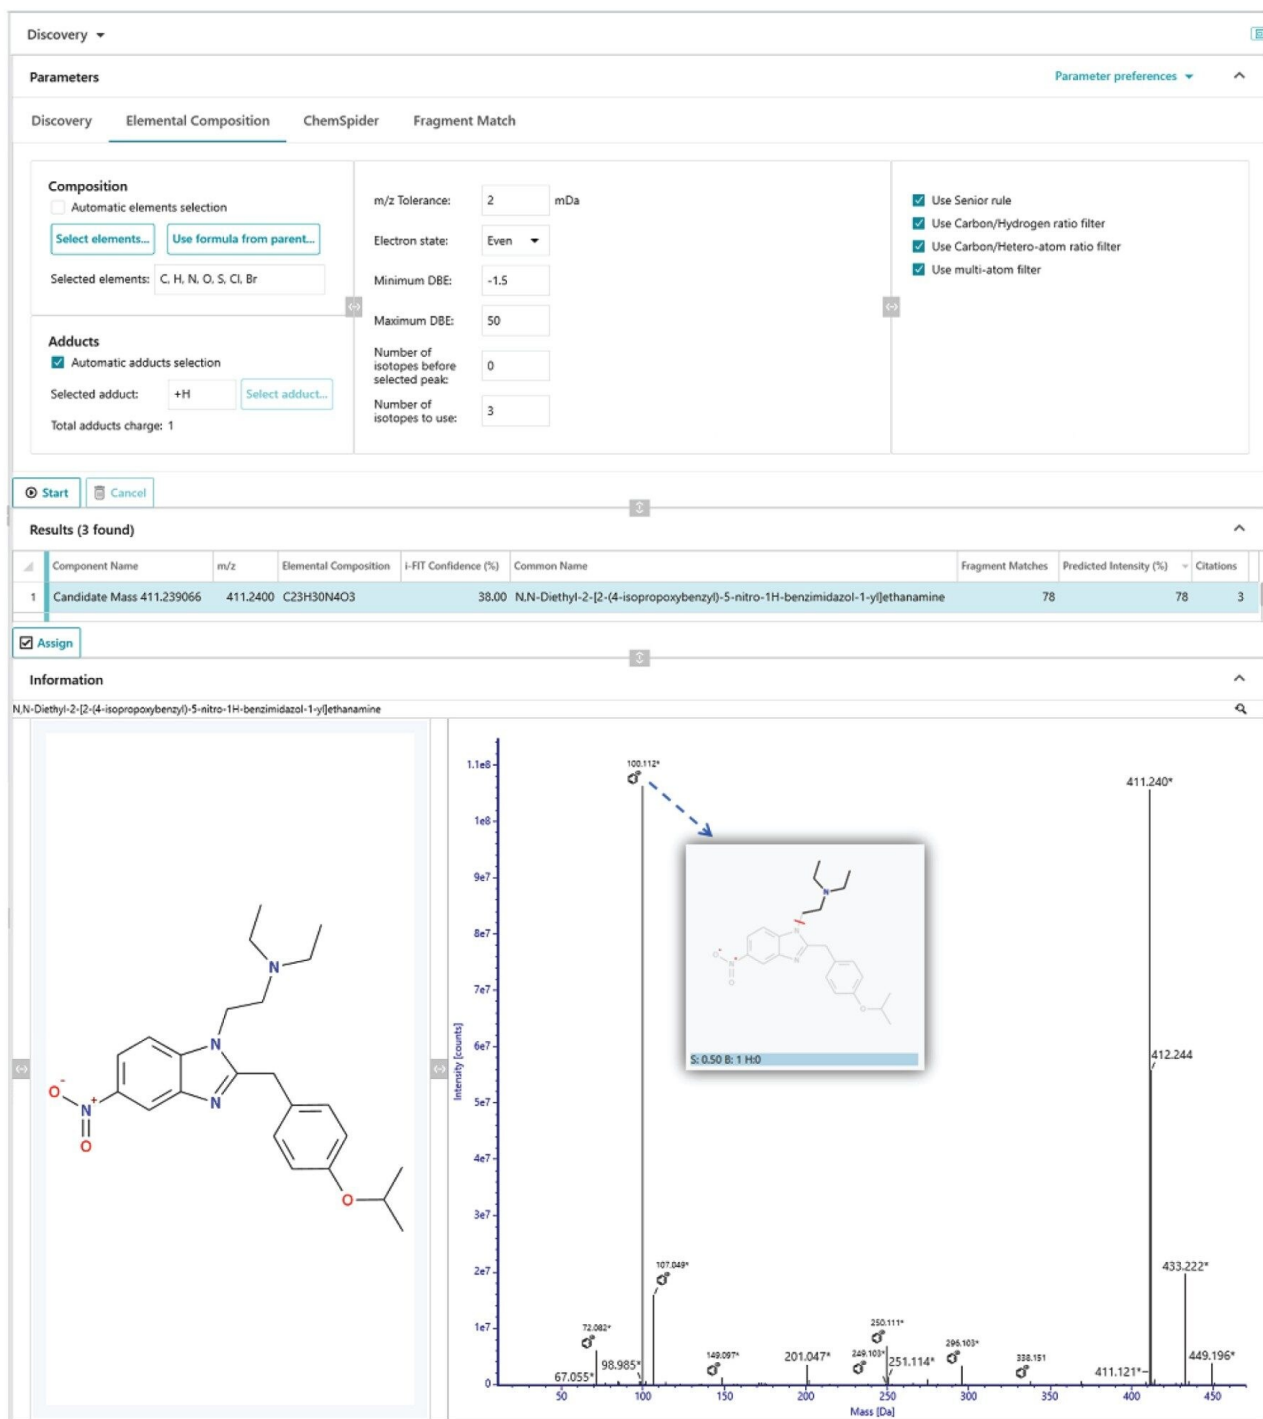 Discovery
Parameters
Parameter preferences
Discovery Elemental Composition ChemSpider Fragment Match
Composition
Automatic elements selection
Select elements... Use formula from parent...
Selected elements: C, H, N, O, S, Cl, Br
Adducts
Automatic adducts selection
Selected adduct: +H Select adduct...
Total adducts charge: 1
m/z Tolerance: 2 mDa
Electron state: Even
Minimum DBE: -1.5
Maximum DBE: 50
Number of
isotopes before
selected peak: 0
Number of
isotopes to use: 3
Use Senior rule
Use Carbon/Hydrogen ratio filter
Use Carbon/Hetero-atom ratio filter
Use multi-atom filter
Start Cancel
Results (3 found)
Component Name m/z Elemental Composition i-FIT Confidence (%) Common Name Fragment Matches Predicted Intensity (%) Citations
1 Candidate Mass 411.239066 411.2400 C23H30N4O3 38.00 N,N-Diethyl-2-[2-(4-isopropoxybenzyl)-5-nitro-1H-benzimidazol-1-yl]ethanamine 78 78 3
Assign
Information
N,N-Diethyl-2-[2-(4-isopropoxybenzyl)-5-nitro-1H-benzimidazol-1-yl]ethanamine
N
N
N
O-
N+
O
O
Intensity [counts]
1.1e8
1e8
9e7
8e7
7e7
6e7
5e7
4e7
3e7
2e7
1e7
0
100.112*
411.240*
N
N
N
O-
N+
O
O
S: 0.50 B: 1 H:0
412.244
107.049*
433.222*
72.082*
67.055*
98.985*
149.097*
201.047*
250.111*
249.103*
251.114*
296.103*
338.151
411.121*
449.196*
50 100 150 200 250 300 350 400 450
Mass [Da]